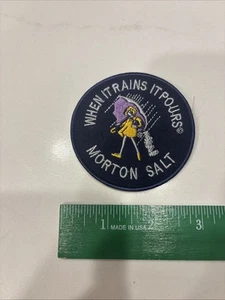 WHEN IT RAINS IT POURS©
MORTON SALT
1 2 3
MADE IN USA